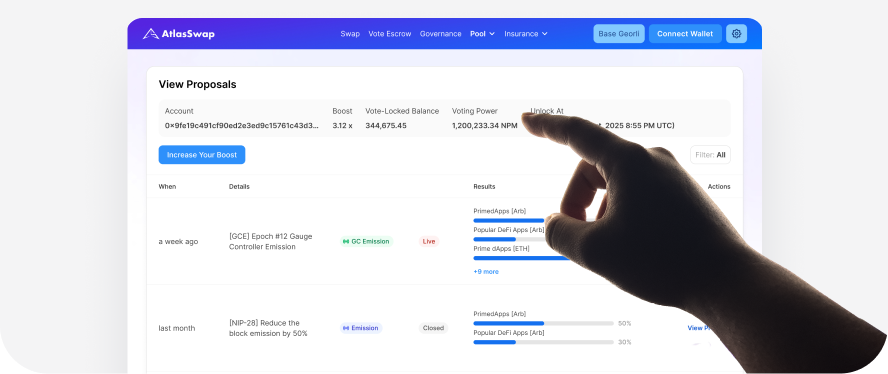 AtlasSwap
Swap Vote Escrow Governance Pool Insurance Base Georli Connect Wallet
View Proposals
Account Boost Vote-Locked Balance Voting Power Unlock At
0x9fe19c491cf90ed2e3ed9c15761c43d3... 3.12 x 344,675.45 1,200,233.34 NPM 2025 8:55 PM UTC)
Increase Your Boost Filter: All
When Details Results Actions
PrimedApps [Arb]
Popular DeFi Apps [Arb]
a week ago [GCE] Epoch #12 Gauge
Controller Emission GC Emission Live
Prime dApps [ETH]
+9 more
PrimedApps [Arb]
last month [NIP-28] Reduce the
block emission by 50% Emission Closed
50%
View
Popular DeFi Apps [Arb]
30%